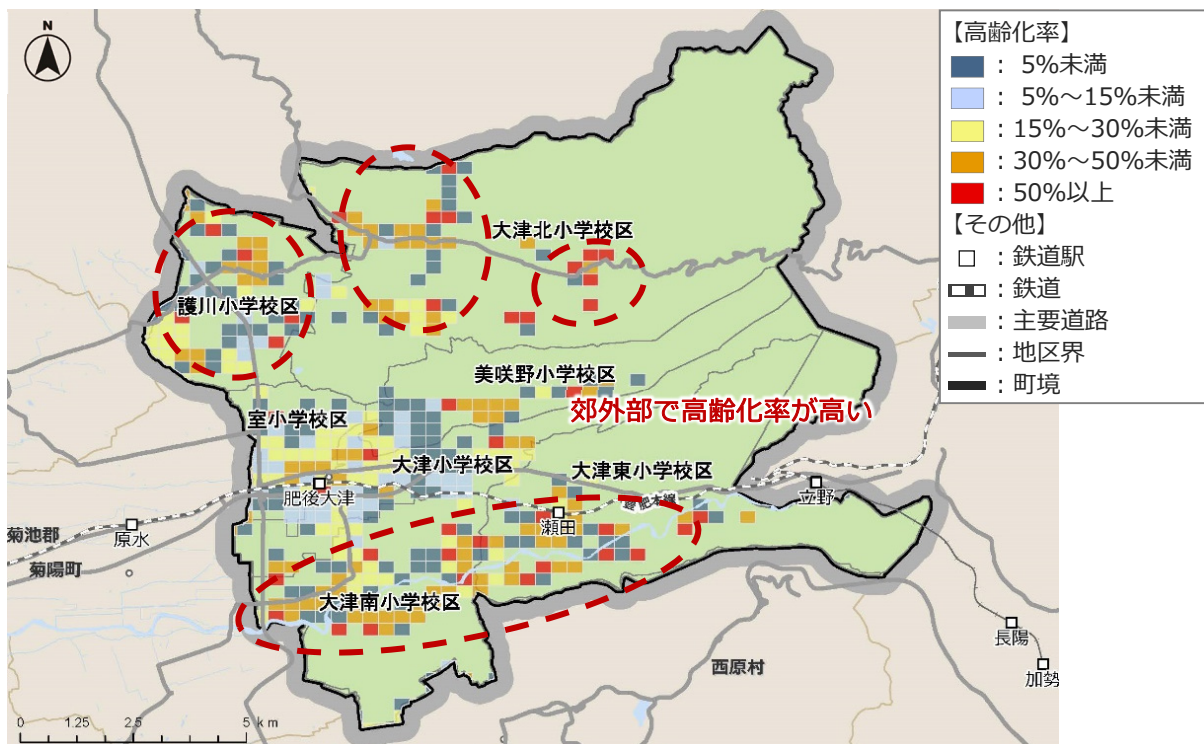 N
【高齢化率】
： 5%未満
： 5%～15%未満
：15%～30%未満
：30%～50%未満
：50%以上
【その他】
：鉄道駅
：鉄道
：主要道路
：地区界
：町境
大津北小学校区
護川小学校区
美咲野小学校区
郊外部で高齢化率が高い
室小学校区
大津小学校区
大津東小学校区
肥後大津
立野
豊肥本線
瀬田
原水
菊池郡
菊陽町
大津南小学校区
長陽
西原村
加勢
0 1.25 2.5 5 km